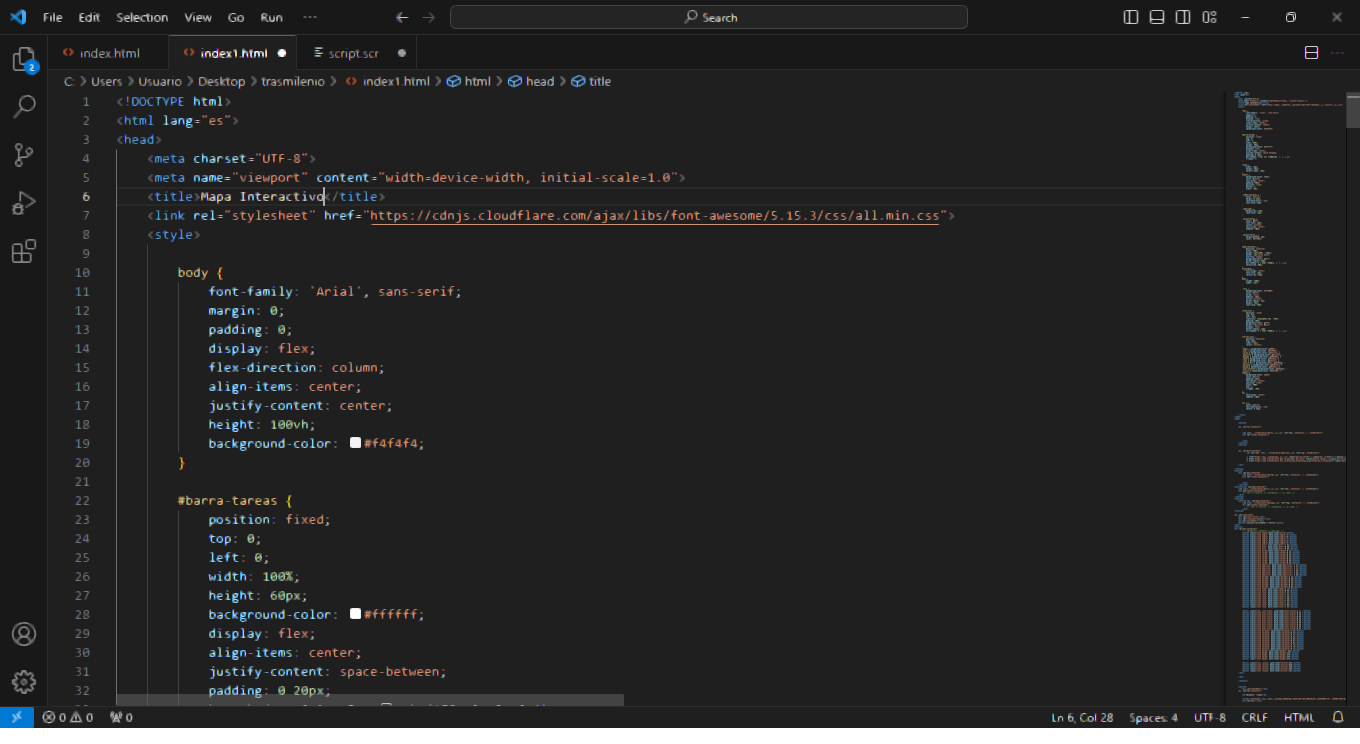 File Edit Selection View Go Run ··· Search
index.html index1.html script.scr
C: > Users > Usuario > Desktop > trasmilenio > index1.html > html > head > title
1 <!DOCTYPE html>
2 <html lang="es">
3 <head>
4 <meta charset="UTF-8">
5 <meta name="viewport" content="width=device-width, initial-scale=1.0">
6 <title>Mapa Interactivo</title>
7 <link rel="stylesheet" href="https://cdnjs.cloudflare.com/ajax/libs/font-awesome/5.15.3/css/all.min.css">
8 <style>
9
10 body {
11 font-family: `Arial`, sans-serif;
12 margin: 0;
13 padding: 0;
14 display: flex;
15 flex-direction: column;
16 align-items: center;
17 justify-content: center;
18 height: 100vh;
19 background-color: #f4f4f4;
20 }
21
22 #barra-tareas {
23 position: fixed;
24 top: 0;
25 left: 0;
26 width: 100%;
27 height: 60px;
28 background-color: #ffffff;
29 display: flex;
30 align-items: center;
31 justify-content: space-between;
32 padding: 0 20px;
2
0 0 0 Ln 6, Col 28 Spaces: 4 UTF-8 CRLF HTML